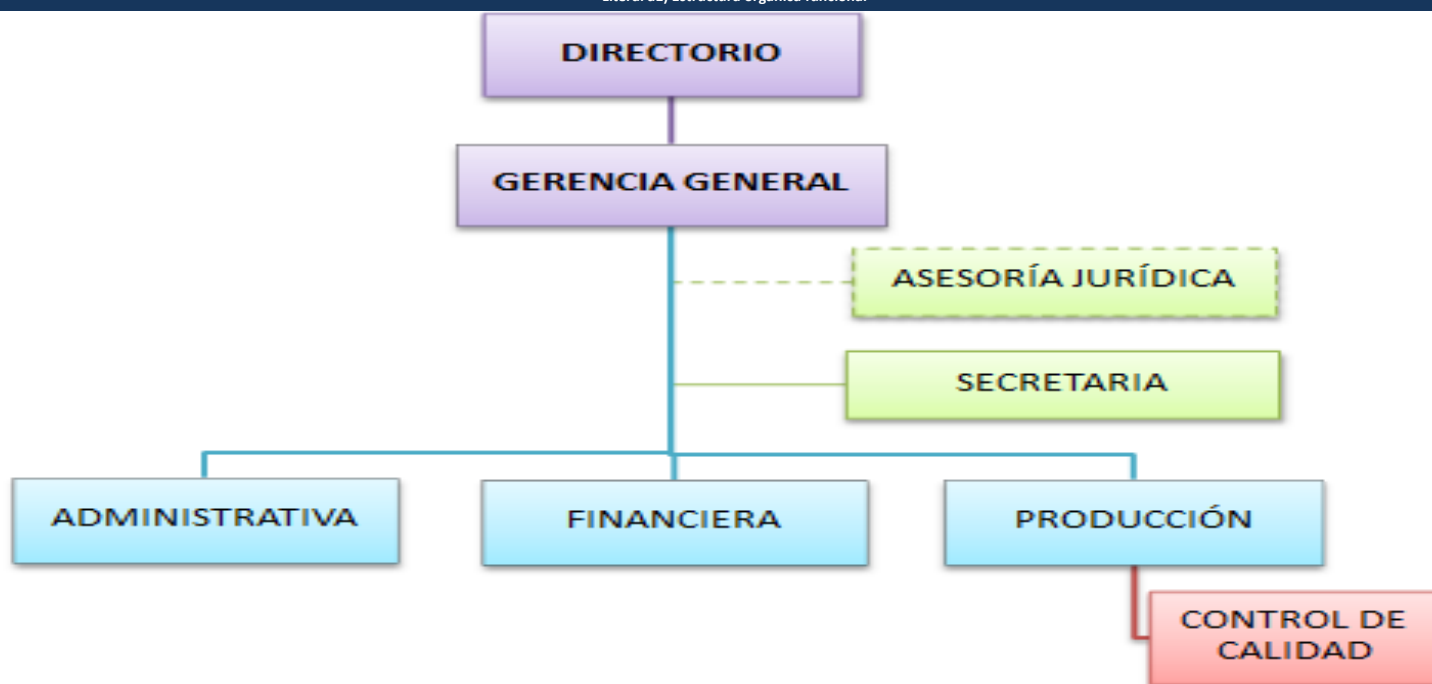 DIRECTORIO
GERENCIA GENERAL
ASESORÍA JURÍDICA
SECRETARIA
ADMINISTRATIVA
FINANCIERA
PRODUCCIÓN
CONTROL DE
CALIDAD